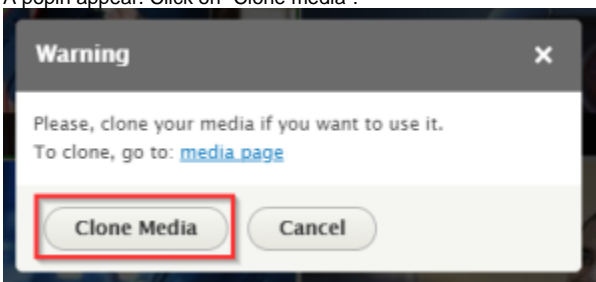 A popin appear. Click on "Clone media".
Warning
Please, clone your media if you want to use it.
To clone, go to: media page
Clone Media
Cancel